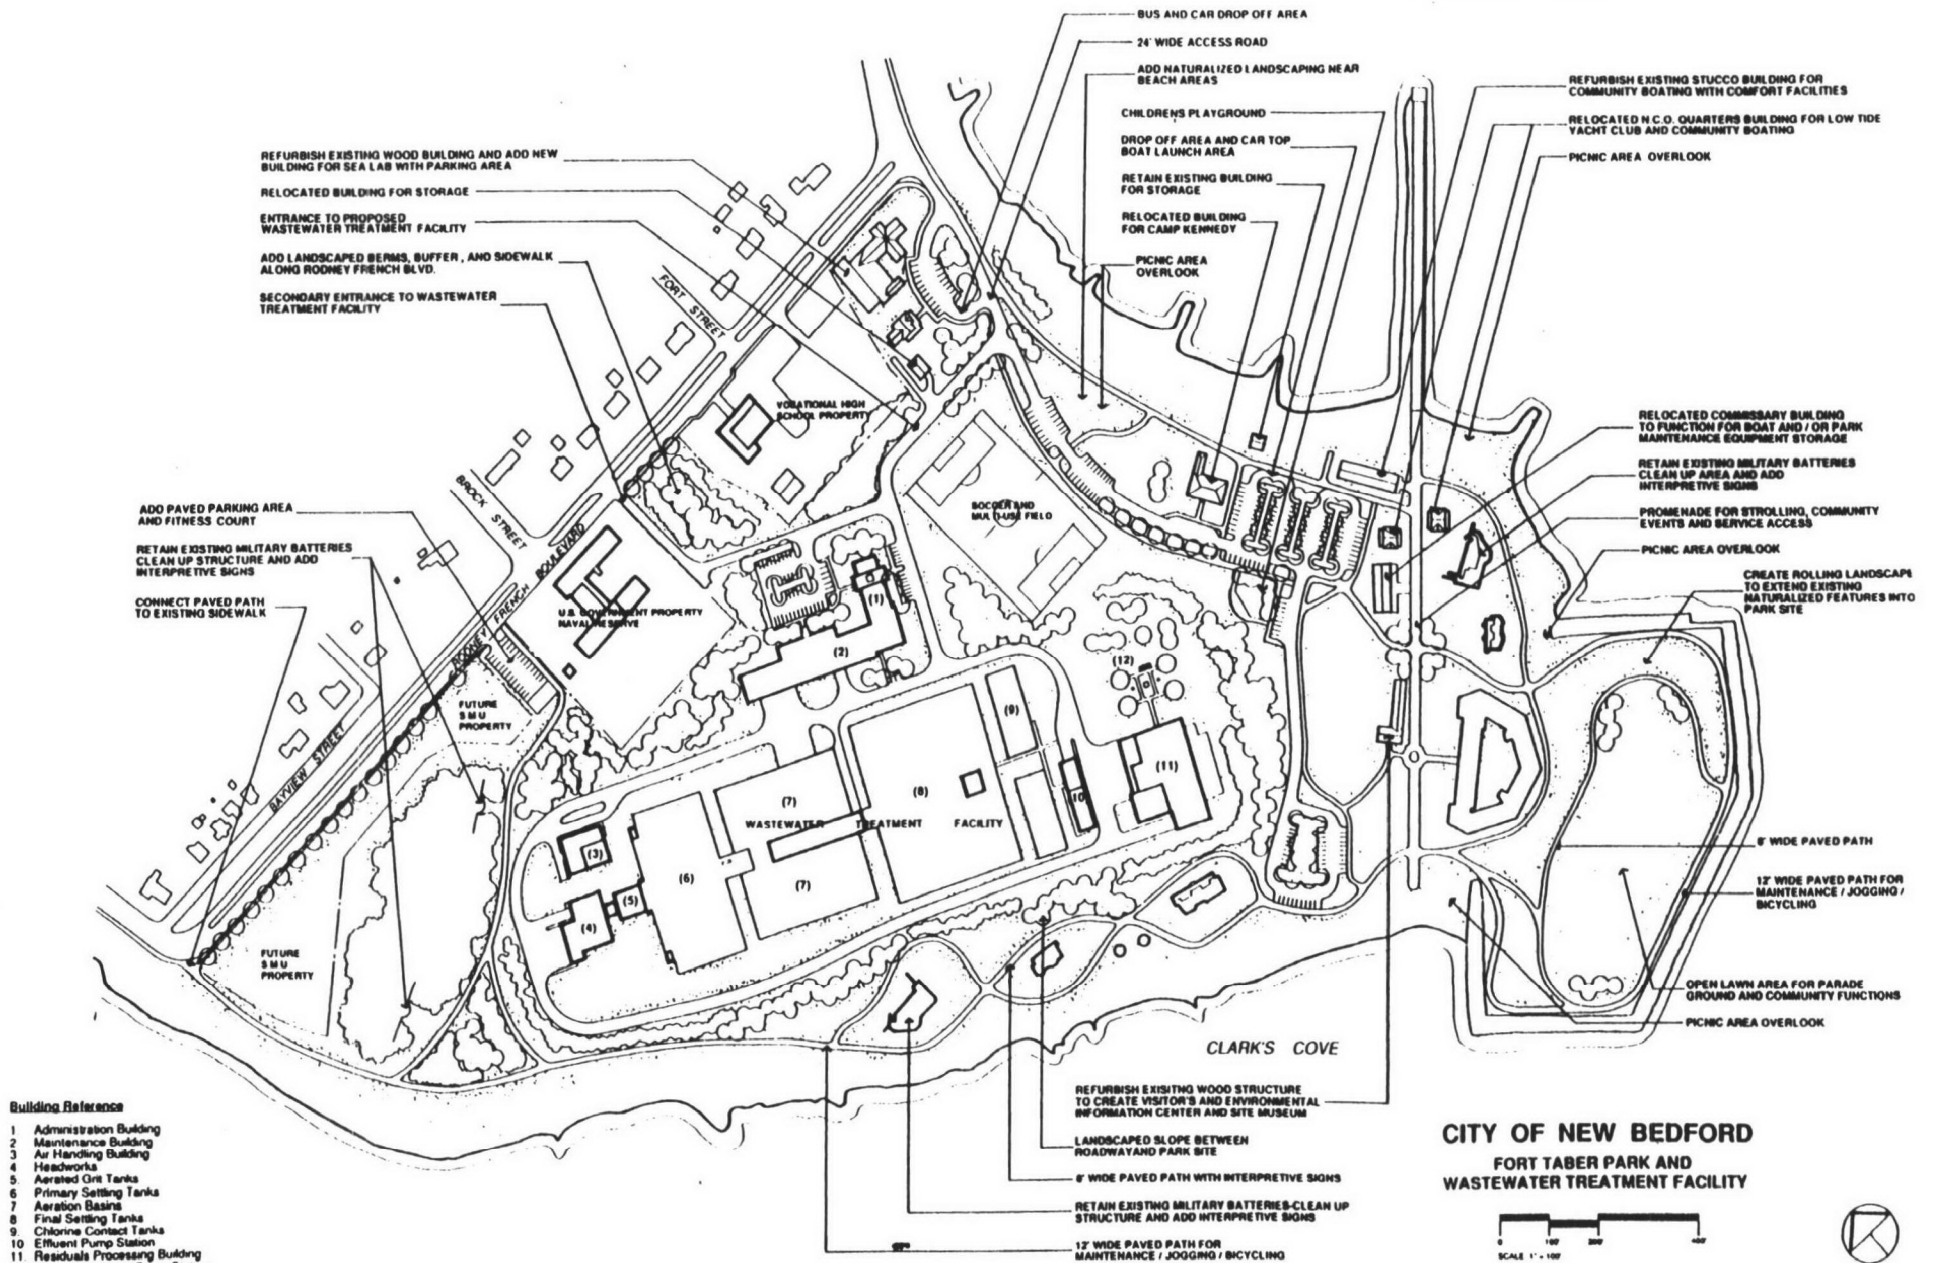 BUS AND CAR DROP OFF AREA
24' WIDE ACCESS ROAD
ADD NATURALIZED LANDSCAPING NEAR
BEACH AREAS
CHILDRENS PLAYGROUND
DROP OFF AREA AND CAR TOP
BOAT LAUNCH AREA
RETAIN EXISTING BUILDING
FOR STORAGE
RELOCATED BUILDING
FOR CAMP KENNEDY
PICNIC AREA
OVERLOOK
REFURBISH EXISTING STUCCO BUILDING FOR
COMMUNITY BOATING WITH COMFORT FACILITIES
RELOCATED N.C.O. QUARTERS BUILDING FOR LOW TIDE
YACHT CLUB AND COMMUNITY BOATING
PICNIC AREA OVERLOOK
REFURBISH EXISTING WOOD BUILDING AND ADD NEW
BUILDING FOR SEA LAB WITH PARKING AREA
RELOCATED BUILDING FOR STORAGE
ENTRANCE TO PROPOSED
WASTEWATER TREATMENT FACILITY
ADD LANDSCAPED BERMS, BUFFER, AND SIDEWALK
ALONG RODNEY FRENCH BLVD.
SECONDARY ENTRANCE TO WASTEWATER
TREATMENT FACILITY
FORT STREET
VOCATIONAL HIGH
SCHOOL PROPERTY
RELOCATED COMMISSARY BUILDING
TO FUNCTION FOR BOAT AND / OR PARK
MAINTENANCE EQUIPMENT STORAGE
RETAIN EXISTING MILITARY BATTERIES
CLEAN UP AREA AND ADD
INTERPRETIVE SIGNS
PROMENADE FOR STROLLING, COMMUNITY
EVENTS AND SERVICE ACCESS
PICNIC AREA OVERLOOK
CREATE ROLLING LANDSCAPE
TO EXTEND EXISTING
NATURALIZED FEATURES INTO
PARK SITE
BROCK STREET
SOCCER AND
MULTI-USE FIELD
ADD PAVED PARKING AREA
AND FITNESS COURT
RETAIN EXISTING MILITARY BATTERIES
CLEAN UP STRUCTURE AND ADD
INTERPRETIVE SIGNS
CONNECT PAVED PATH
TO EXISTING SIDEWALK
RODNEY FRENCH BOULEVARD
U.S. GOVERNMENT PROPERTY
NAVAL RESERVE
(1)
(2)
(12)
FUTURE
S M U
PROPERTY
BAYVIEW STREET
(9)
(11)
(7)
(8)
10
WASTEWATER TREATMENT FACILITY
(3)
(6)
(7)
(5)
(4)
FUTURE
S M U
PROPERTY
8' WIDE PAVED PATH
12' WIDE PAVED PATH FOR
MAINTENANCE / JOGGING /
BICYCLING
OPEN LAWN AREA FOR PARADE
GROUND AND COMMUNITY FUNCTIONS
PICNIC AREA OVERLOOK
CLARK'S COVE
REFURBISH EXISITNG WOOD STRUCTURE
TO CREATE VISITOR'S AND ENVIRONMENTAL
INFORMATION CENTER AND SITE MUSEUM
LANDSCAPED SLOPE BETWEEN
ROADWAYAND PARK SITE
8' WIDE PAVED PATH WITH INTERPRETIVE SIGNS
RETAIN EXISTING MILITARY BATTERIES-CLEAN UP
STRUCTURE AND ADD INTERPRETIVE SIGNS
12' WIDE PAVED PATH FOR
MAINTENANCE / JOGGING / BICYCLING
Building Reference
1 Administration Building
2 Maintenance Building
3 Air Handling Building
4 Headworks
5. Aerated Grit Tanks
6 Primary Settling Tanks
7 Aeration Basins
8 Final Settling Tanks
9. Chlorine Contact Tanks
10 Effluent Pump Station
11. Residuals Processing Building
CITY OF NEW BEDFORD
FORT TABER PARK AND
WASTEWATER TREATMENT FACILITY
0 100' 200' 400'
SCALE 1" = 100'